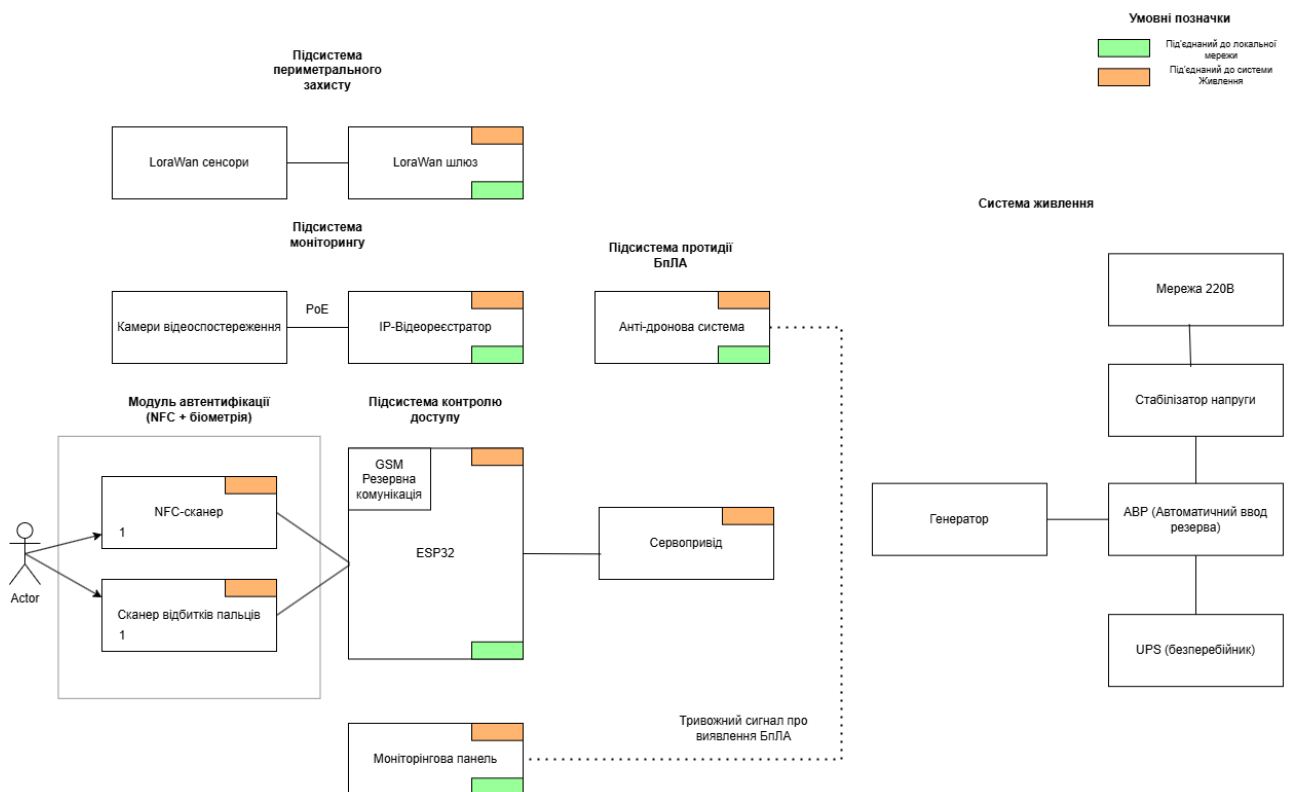 Умовні позначки
Під'єднаний до локальної
мережи
Під'єднаний до системи
Живлення
Підсистема
периметрального
захисту
LoraWan сенсори
LoraWan шлюз
Підсистема
моніторингу
Камери відеоспостереження
PoE
IP-Відеореєстратор
Підсистема протидії
БпЛА
Анті-дронова система
Модуль автентифікації
(NFC + біометрія)
Підсистема контролю
доступу
Actor
NFC-сканер
1
Сканер відбитків пальців
1
GSM
Резервна
комунікація
ESP32
Сервопривід
Моніторінгова панель
Тривожний сигнал про
виявлення БпЛА
Система живлення
Мережа 220В
Стабілізатор напруги
Генератор
АВР (Автоматичний ввод
резерва)
UPS (безперебійник)